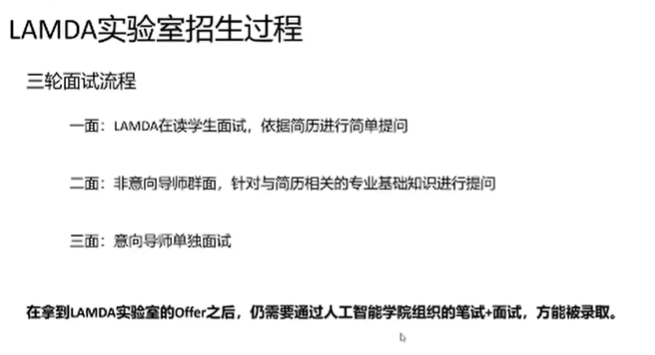 LAMDA实验室招生过程
三轮面试流程
一面：LAMDA在读学生面试，依据简历进行简单提问
二面：非意向导师群面，针对与简历相关的专业基础知识进行提问
三面：意向导师单独面试
在拿到LAMDA实验室的Offer之后，仍需要通过人工智能学院组织的笔试+面试，方能被录取。